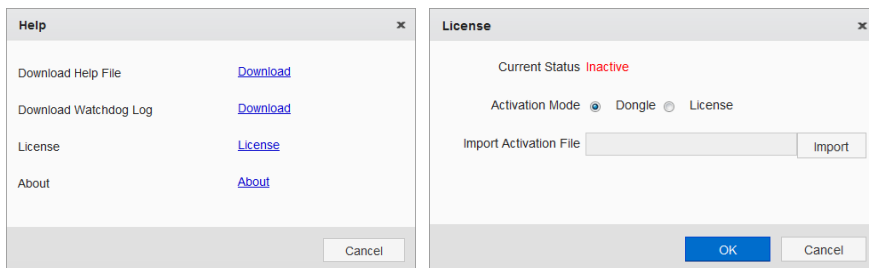 Help x
Download Help File Download
Download Watchdog Log Download
License License
About About
Cancel
License x
Current Status Inactive
Activation Mode Dongle License
Import Activation File Import
OK Cancel